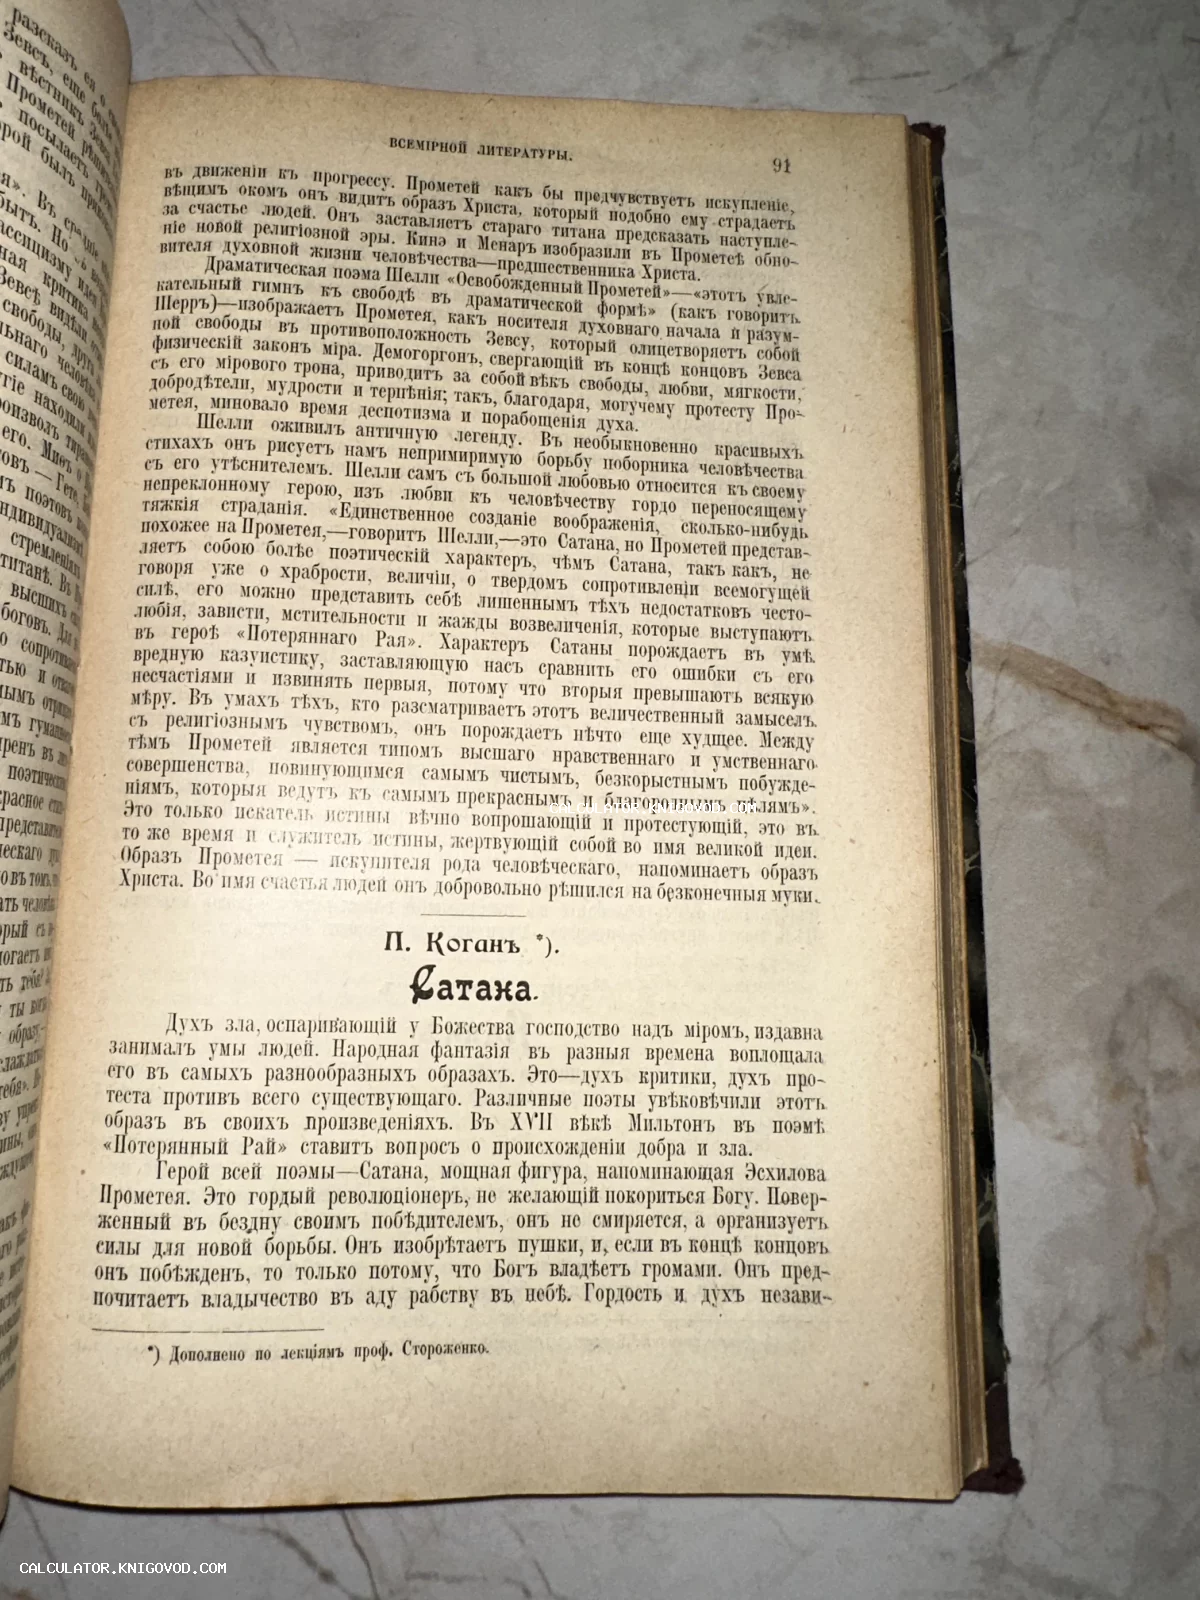 ВСЕМІРНОЙ ЛИТЕРАТУРЫ.
91
въ движеніи къ прогрессу. Прометей какъ бы предчувствуетъ искупленіе,
вѣщимъ окомъ онъ видитъ образъ Христа, который подобно ему страдаетъ
за счастье людей. Онъ заставляетъ стараго титана предсказать наступле-
ніе новой религіозной эры. Кинэ и Менаръ изобразили въ Прометеѣ обно-
вителя духовной жизни человѣчества—предшественника Христа.
Драматическая поэма Шелли «Освобожденный Прометей»—«этотъ увле-
кательный гимнъ къ свободѣ въ драматической формѣ» (какъ говоритъ
Шерръ)—изображаетъ Прометея, какъ носителя духовнаго начала и разум-
ной свободы въ противоположность Зевсу, который олицетворяетъ собой
физическій законъ міра. Демогоргонъ, свергающій въ концѣ концовъ Зевса
съ его мірового трона, приводитъ за собой вѣкъ свободы, любви, мягкости,
добродѣтели, мудрости и терпѣнія; такъ, благодаря, могучему протесту Про-
метея, миновало время деспотизма и порабощенія духа.
Шелли оживилъ античную легенду. Въ необыкновенно красивыхъ
стихахъ онъ рисуетъ намъ непримиримую борьбу поборника человѣчества
съ его утѣснителемъ. Шелли самъ съ большой любовью относится къ своему
непреклонному герою, изъ любви къ человѣчеству гордо переносящему
тяжкія страданія. «Единственное созданіе воображенія, сколько-нибудь
похожее на Прометея,—говоритъ Шелли,—это Сатана, но Прометей представ-
ляетъ собою болѣе поэтическій характеръ, чѣмъ Сатана, такъ какъ, не
говоря уже о храбрости, величіи, о твердомъ сопротивленіи всемогущей
силѣ, его можно представить себѣ лишеннымъ тѣхъ недостатковъ често-
любія, зависти, мстительности и жажды возвеличенія, которые выступаютъ
въ героѣ «Потеряннаго Рая». Характеръ Сатаны порождаетъ въ умѣ
вредную казуистику, заставляющую насъ сравнить его ошибки съ его
несчастіями и извинять первыя, потому что вторыя превышаютъ всякую
мѣру. Въ умахъ тѣхъ, кто разсматриваетъ этотъ величественный замыселъ
съ религіознымъ чувствомъ, онъ порождаетъ нѣчто еще худщее. Между
тѣмъ Прометей является типомъ высшаго нравственнаго и умственнаго
совершенства, повинующимся самымъ чистымъ, безкорыстнымъ побужде-
ніямъ, которыя ведутъ къ самымъ прекраснымъ и благороднымъ цѣлямъ».
Это только искатель истины вѣчно вопрошающій и протестующій, это въ
то же время и служитель истины, жертвующій собой во имя великой идеи.
Образъ Прометея — искупителя рода человѣческаго, напоминаетъ образъ
Христа. Во имя счастья людей онъ добровольно рѣшился на безконечныя муки.
П. Коганъ *).
Сатана.
Духъ зла, оспаривающій у Божества господство надъ міромъ, издавна
занималъ умы людей. Народная фантазія въ разныя времена воплощала
его въ самыхъ разнообразныхъ образахъ. Это—духъ критики, духъ про-
теста противъ всего существующаго. Различные поэты увѣковѣчили этотъ
образъ въ своихъ произведеніяхъ. Въ XVII вѣкѣ Мильтонъ въ поэмѣ
«Потерянный Рай» ставитъ вопросъ о происхожденіи добра и зла.
Герой всей поэмы—Сатана, мощная фигура, напоминающая Эсхилова
Прометея. Это гордый революціонеръ, не желающій покориться Богу. Повер-
женный въ бездну своимъ побѣдителемъ, онъ не смиряется, а организуетъ
силы для новой борьбы. Онъ изобрѣтаетъ пушки, и, если въ концѣ концовъ
онъ побѣжденъ, то только потому, что Богъ владѣетъ громами. Онъ пред-
почитаетъ владычество въ аду рабству въ небѣ. Гордость и духъ незави-
*) Дополнено по лекціямъ проф. Стороженко.
CALCULATOR.KNIGOVOD.COM
CALCULATOR.KNIGOVOD.COM